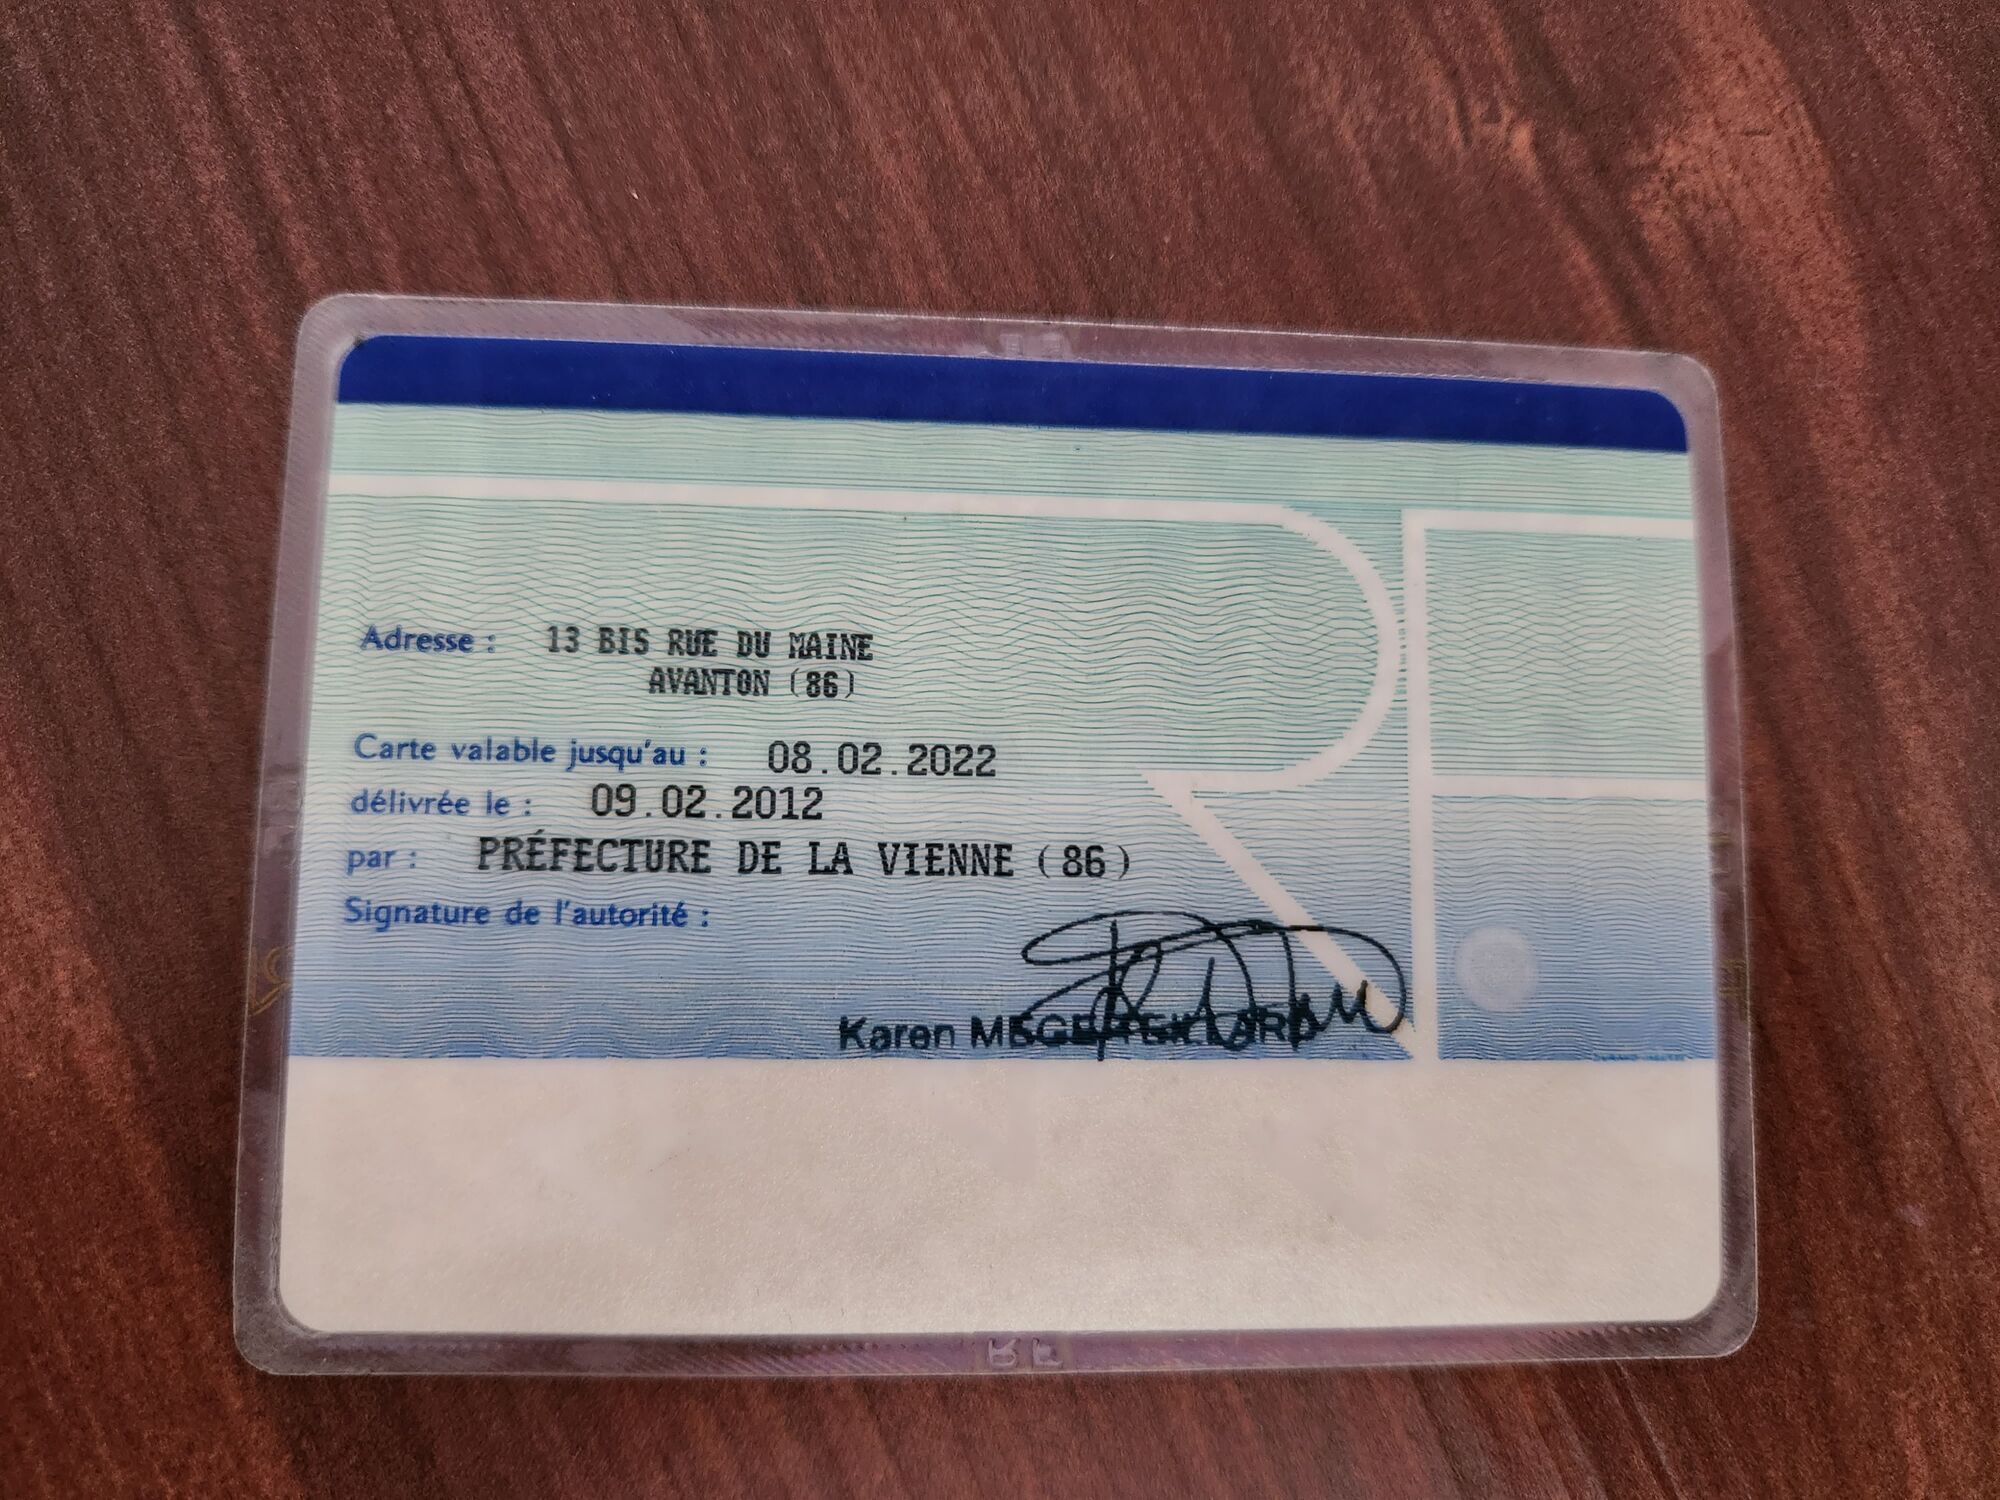 Adresse : 13 BIS RUE DU MAINE
AVANTON (86)
Carte valable jusqu'au : 08.02.2022
délivrée le : 09.02.2012
par : PRÉFECTURE DE LA VIENNE (86)
Signature de l'autorité :
Karen
RF